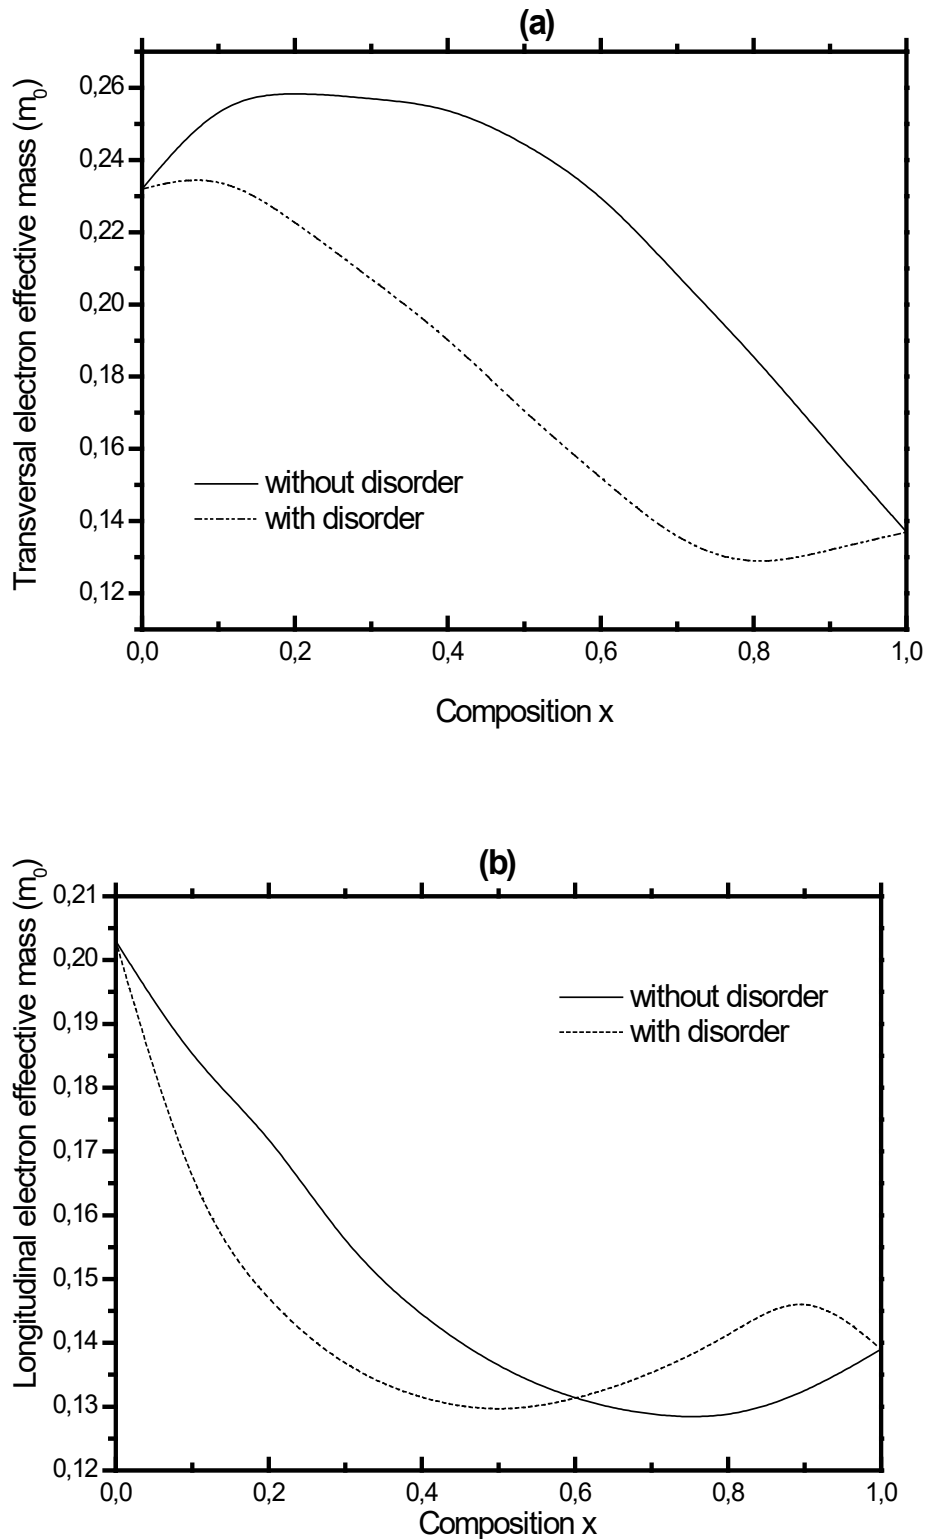 (a)
Transversal electron effective mass (m0)
0,26
0,24
0,22
0,20
0,18
0,16
0,14
0,12
without disorder
with disorder
0,0 0,2 0,4 0,6 0,8 1,0
Composition x
(b)
Longitudinal electron effective mass (m0)
0,21
0,20
0,19
0,18
0,17
0,16
0,15
0,14
0,13
0,12
without disorder
with disorder
0,0 0,2 0,4 0,6 0,8 1,0
Composition x